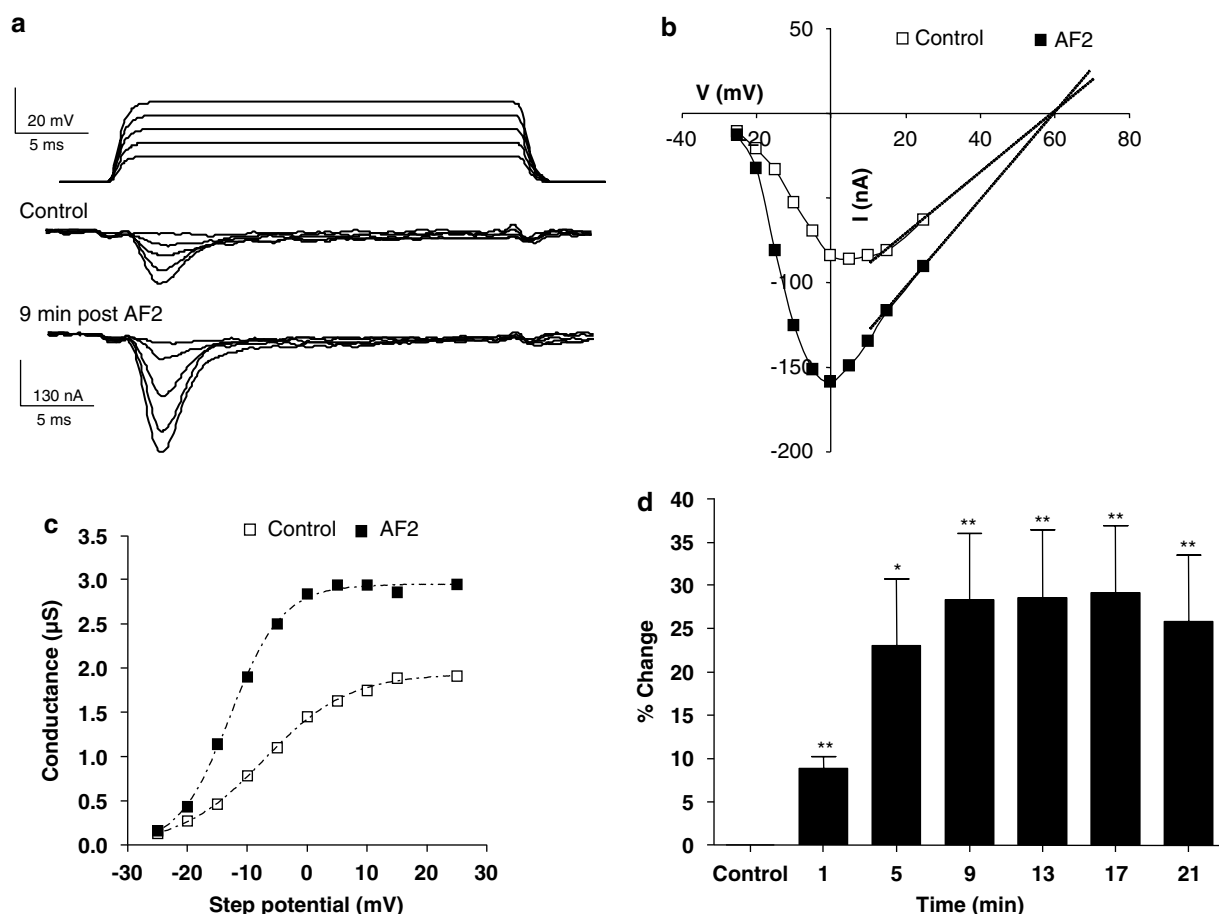 a
20 mV
5 ms
Control
9 min post AF2
130 nA
5 ms
b
Control AF2
V (mV)
I (nA)
50
-40 -20 20 40 60 80
-50
-100
-150
-200
c
Control AF2
Conductance (µS)
3.5
3.0
2.5
2.0
1.5
1.0
0.5
0.0
-30 -20 -10 0 10 20 30
Step potential (mV)
d
% Change
40
35
30
25
20
15
10
5
0
** * ** ** ** **
Control 1 5 9 13 17 21
Time (min)